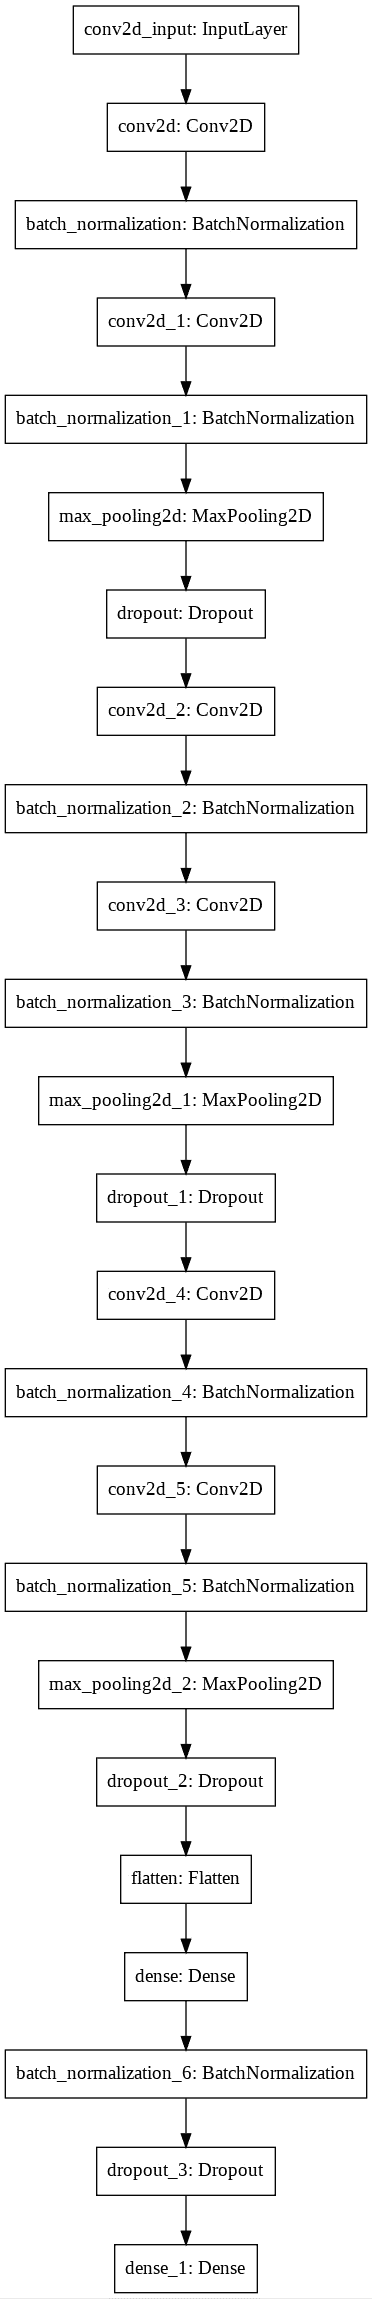 conv2d_input: InputLayer
conv2d: Conv2D
batch_normalization: BatchNormalization
conv2d_1: Conv2D
batch_normalization_1: BatchNormalization
max_pooling2d: MaxPooling2D
dropout: Dropout
conv2d_2: Conv2D
batch_normalization_2: BatchNormalization
conv2d_3: Conv2D
batch_normalization_3: BatchNormalization
max_pooling2d_1: MaxPooling2D
dropout_1: Dropout
conv2d_4: Conv2D
batch_normalization_4: BatchNormalization
conv2d_5: Conv2D
batch_normalization_5: BatchNormalization
max_pooling2d_2: MaxPooling2D
dropout_2: Dropout
flatten: Flatten
dense: Dense
batch_normalization_6: BatchNormalization
dropout_3: Dropout
dense_1: Dense